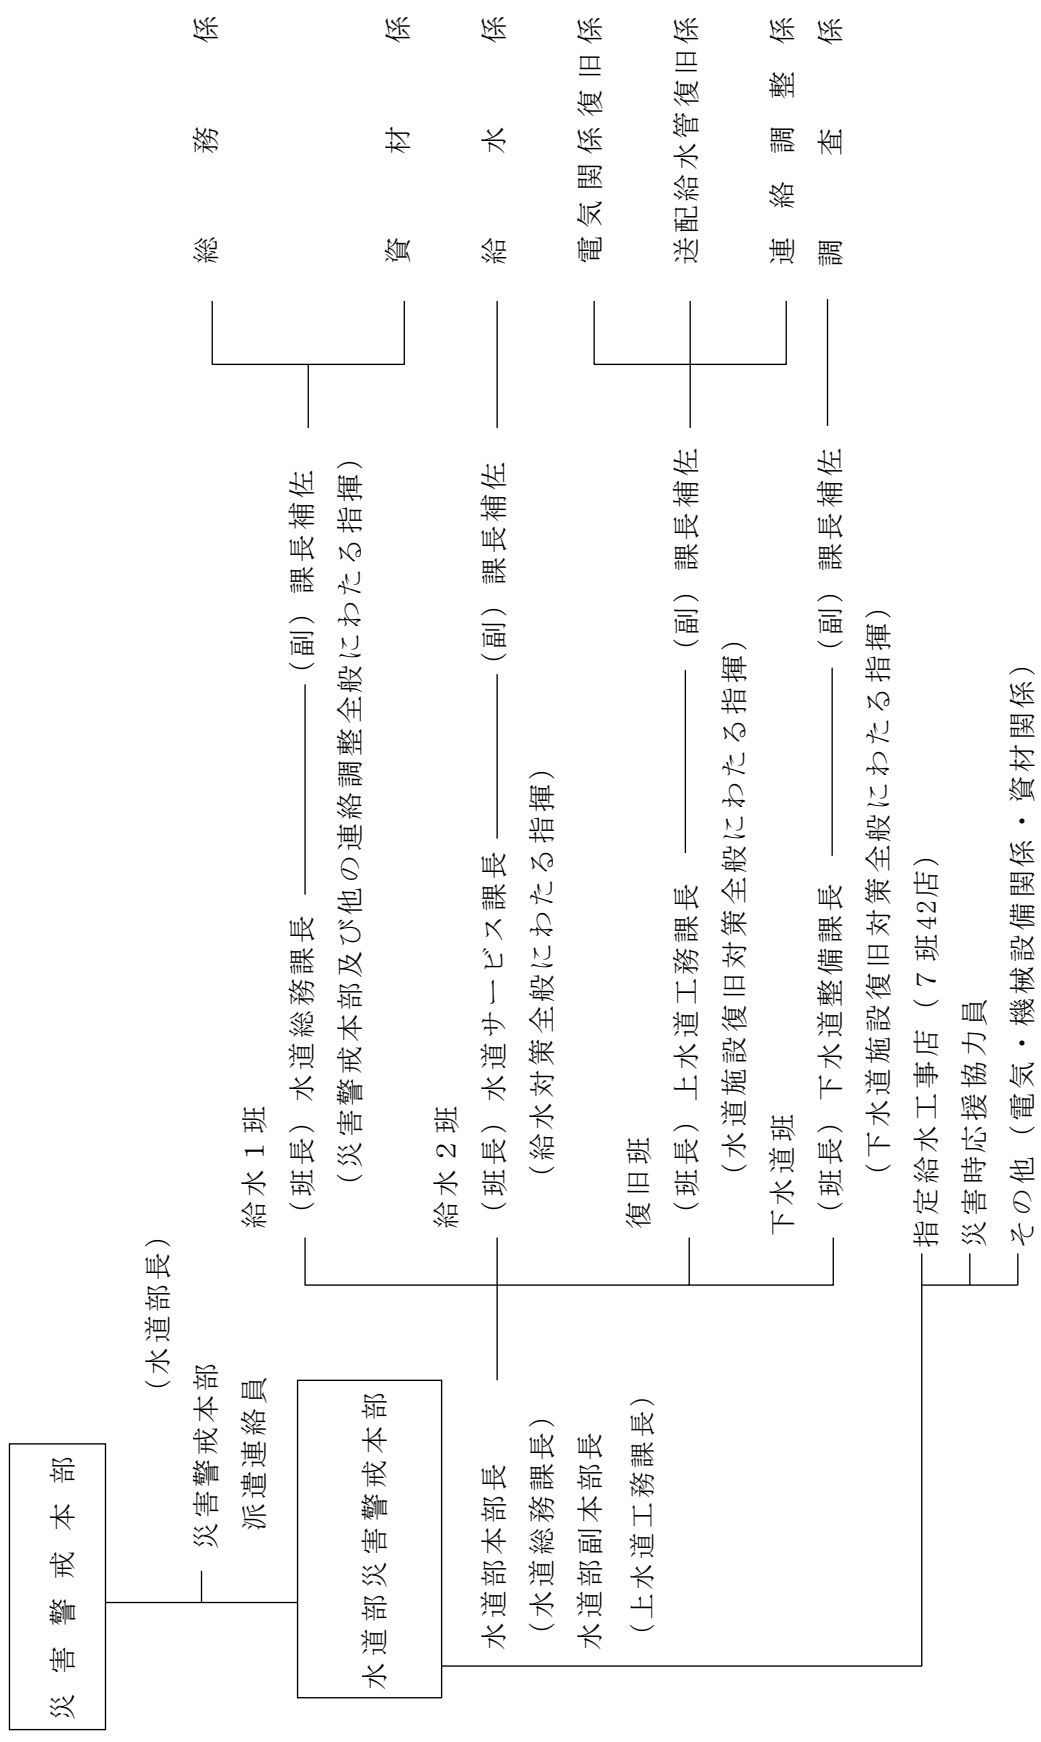 災害警戒本部
（水道部長）
災害警戒本部
派遣連絡員
水道部災害警戒本部
水道部本部長
（水道総務課長）
水道部副本部長
（上水道工務課長）
給水１班
（班長）水道総務課長 （副）課長補佐 総務係
（災害警戒本部及び他の連絡調整全般にわたる指揮）
資材係
給水２班
（班長）水道サービス課長 （副）課長補佐 給水係
（給水対策全般にわたる指揮）
電気関係復旧係
復旧班
（班長）上水道工務課長 （副）課長補佐 送配給水管復旧係
（水道施設復旧対策全般にわたる指揮）
連絡調整係
下水道班
（班長）下水道整備課長 （副）課長補佐 調査係
（下水道施設復旧対策全般にわたる指揮）
指定給水工事店（７班42店）
災害時応援協力員
その他（電気・機械設備関係・資材関係）